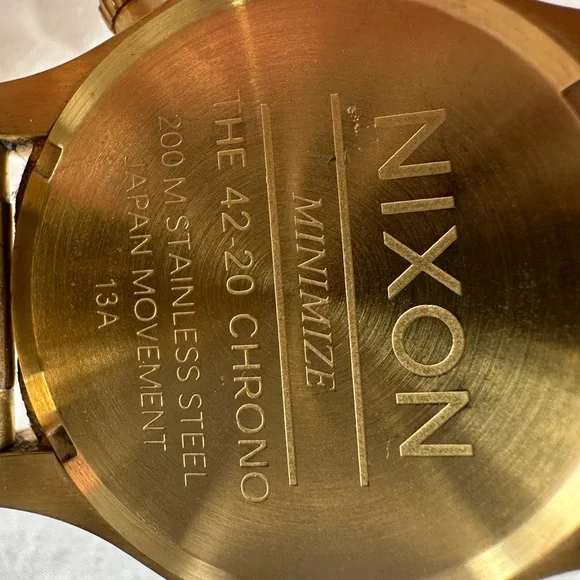 NIXON
MINIMIZE
THE 42-20 CHRONO
200 M STAINLESS STEEL
JAPAN MOVEMENT
13A